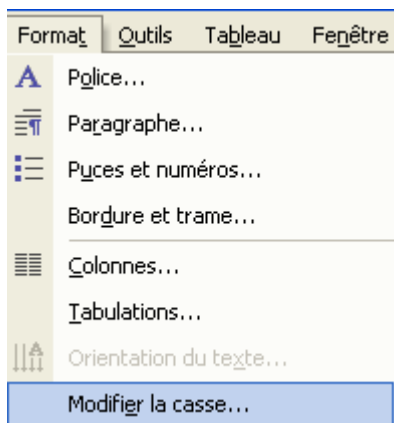 Format Outils Tableau Fenêtre
Police...
Paragraphe...
Puces et numéros...
Bordure et trame...
Colonnes...
Tabulations...
Orientation du texte...
Modifier la casse...